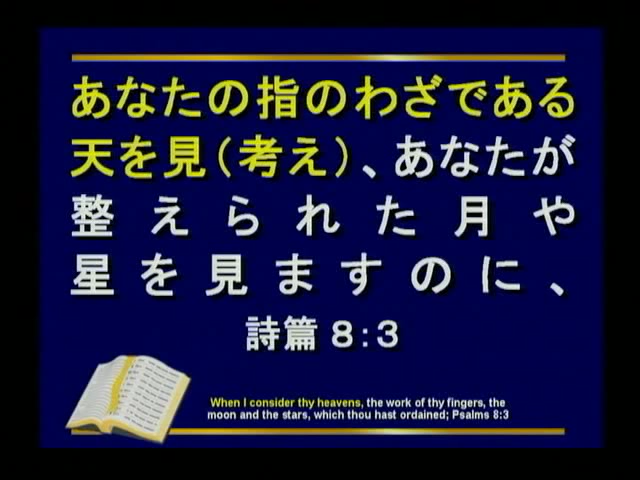 あなたの指のわざである
天を見（考え）、あなたが
整えられた月や
星を見ますのに、
詩篇 ８：３
When I consider thy heavens, the work of thy fingers, the
moon and the stars, which thou hast ordained; Psalms 8:3